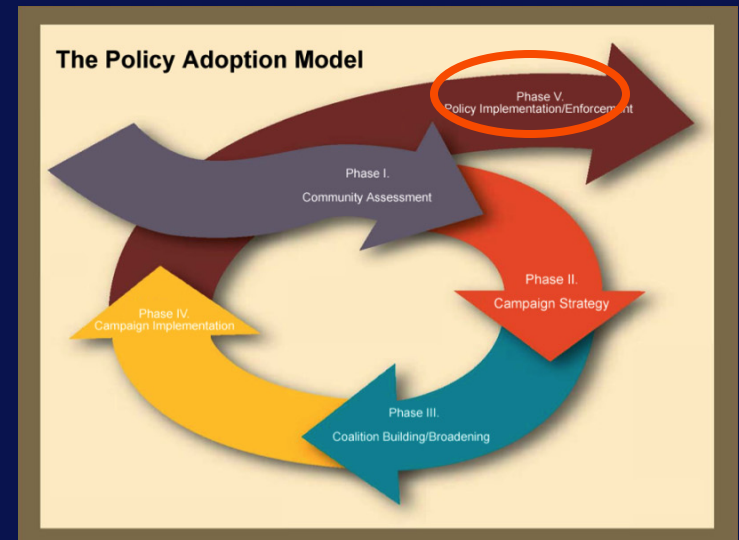 The Policy Adoption Model
Phase V.
Policy Implementation/Enforcement
Phase I.
Community Assessment
Phase II.
Campaign Strategy
Phase III.
Coalition Building/Broadening
Phase IV.
Campaign Implementation